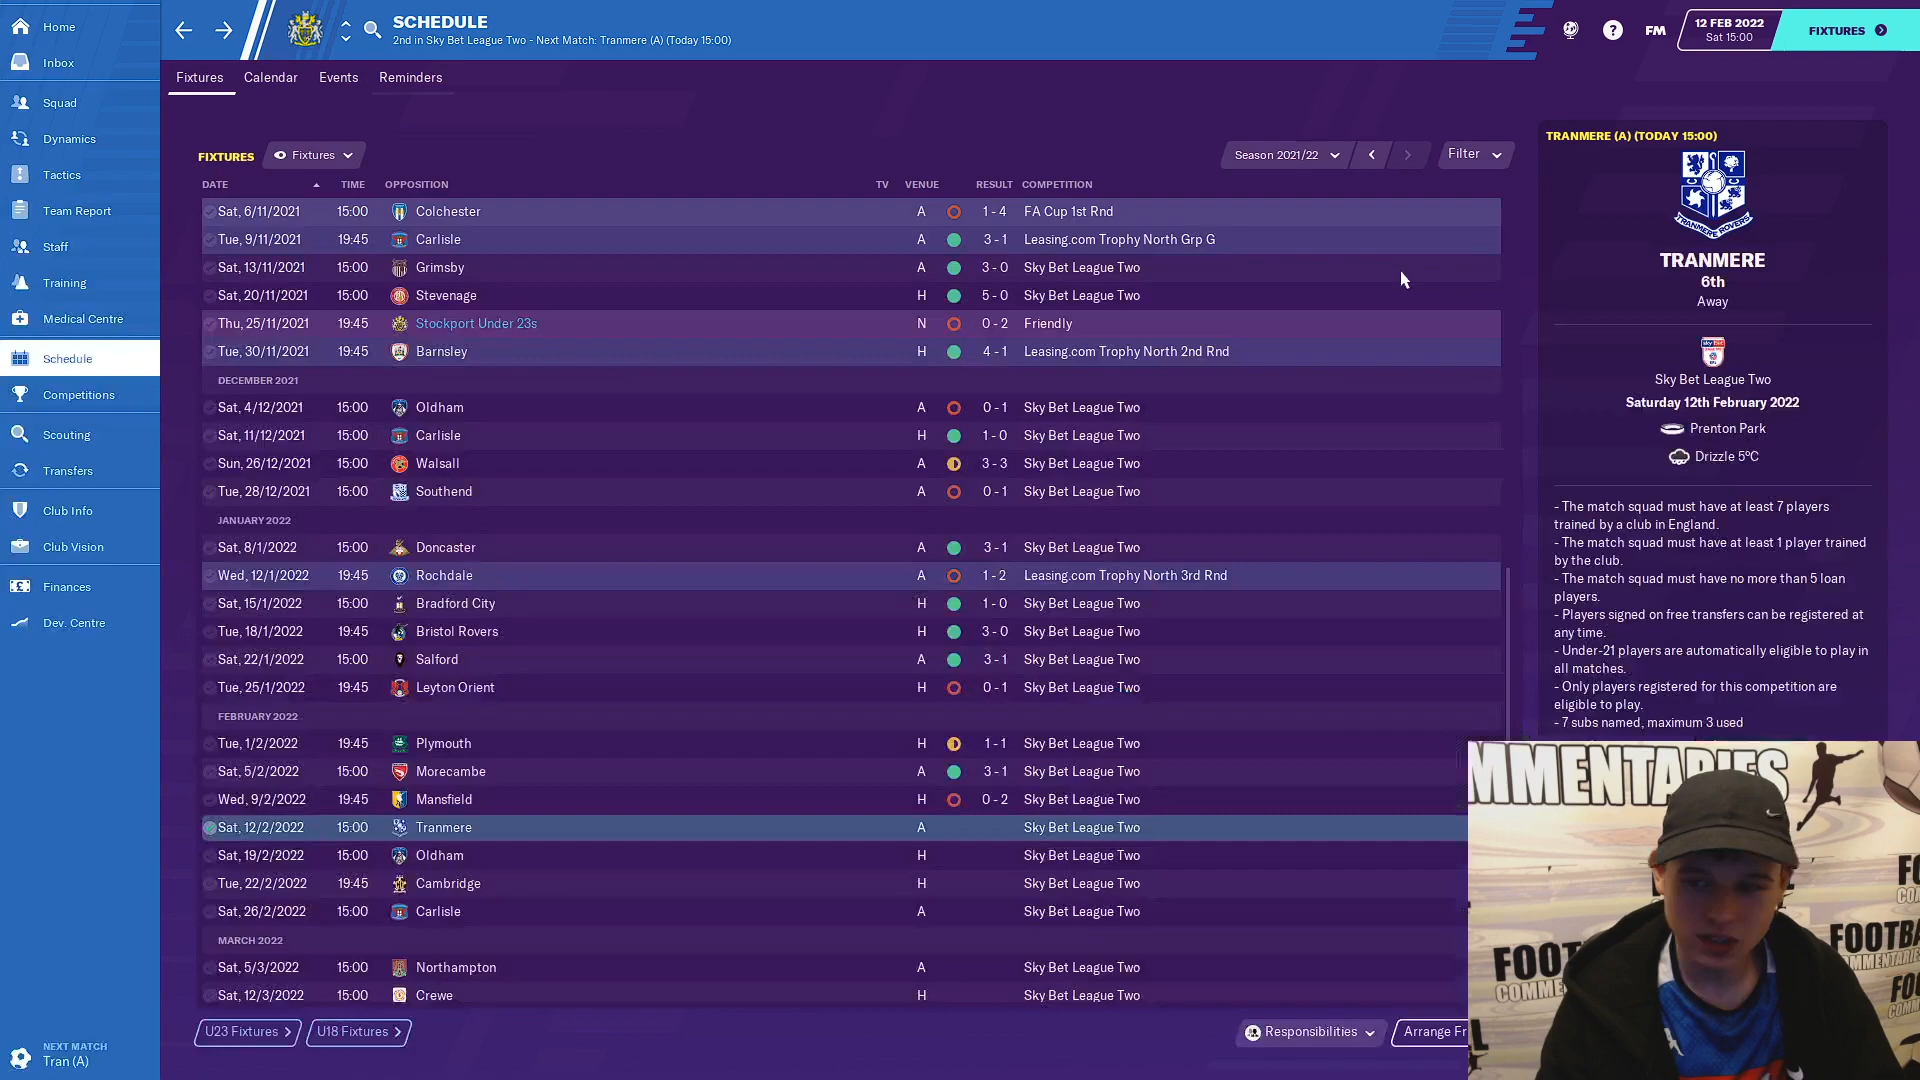 Home
Inbox
Squad
Dynamics
Tactics
Team Report
Staff
Training
Medical Centre
Schedule
Competitions
Scouting
Transfers
Club Info
Club Vision
Finances
Dev. Centre
NEXT MATCH
Tran (A)
SCHEDULE
2nd in Sky Bet League Two - Next Match: Tranmere (A) (Today 15:00)
FM
12 FEB 2022
Sat 15:00
FIXTURES
Fixtures Calendar Events Reminders
FIXTURES Fixtures Season 2021/22 Filter
DATE TIME OPPOSITION TV VENUE RESULT COMPETITION
Sat, 6/11/2021 15:00 Colchester A 1 - 4 FA Cup 1st Rnd
Tue, 9/11/2021 19:45 Carlisle A 3 - 1 Leasing.com Trophy North Grp G
Sat, 13/11/2021 15:00 Grimsby A 3 - 0 Sky Bet League Two
Sat, 20/11/2021 15:00 Stevenage H 5 - 0 Sky Bet League Two
Thu, 25/11/2021 19:45 Stockport Under 23s N 0 - 2 Friendly
Tue, 30/11/2021 19:45 Barnsley H 4 - 1 Leasing.com Trophy North 2nd Rnd
DECEMBER 2021
Sat, 4/12/2021 15:00 Oldham A 0 - 1 Sky Bet League Two
Sat, 11/12/2021 15:00 Carlisle H 1 - 0 Sky Bet League Two
Sun, 26/12/2021 15:00 Walsall A 3 - 3 Sky Bet League Two
Tue, 28/12/2021 15:00 Southend A 0 - 1 Sky Bet League Two
JANUARY 2022
Sat, 8/1/2022 15:00 Doncaster A 3 - 1 Sky Bet League Two
Wed, 12/1/2022 19:45 Rochdale A 1 - 2 Leasing.com Trophy North 3rd Rnd
Sat, 15/1/2022 15:00 Bradford City H 1 - 0 Sky Bet League Two
Tue, 18/1/2022 19:45 Bristol Rovers H 3 - 0 Sky Bet League Two
Sat, 22/1/2022 15:00 Salford A 3 - 1 Sky Bet League Two
Tue, 25/1/2022 19:45 Leyton Orient H 0 - 1 Sky Bet League Two
FEBRUARY 2022
Tue, 1/2/2022 19:45 Plymouth H 1 - 1 Sky Bet League Two
Sat, 5/2/2022 15:00 Morecambe A 3 - 1 Sky Bet League Two
Wed, 9/2/2022 19:45 Mansfield H 0 - 2 Sky Bet League Two
Sat, 12/2/2022 15:00 Tranmere A Sky Bet League Two
Sat, 19/2/2022 15:00 Oldham H Sky Bet League Two
Tue, 22/2/2022 19:45 Cambridge H Sky Bet League Two
Sat, 26/2/2022 15:00 Carlisle A Sky Bet League Two
MARCH 2022
Sat, 5/3/2022 15:00 Northampton A Sky Bet League Two
Sat, 12/3/2022 15:00 Crewe H Sky Bet League Two
U23 Fixtures U18 Fixtures Responsibilities Arrange Fr
TRANMERE (A) (TODAY 15:00)
TRANMERE ROVERS
TRANMERE
6th
Away
sky bet
EFL
Sky Bet League Two
Saturday 12th February 2022
Prenton Park
Drizzle 5ºC
- The match squad must have at least 7 players
trained by a club in England.
- The match squad must have at least 1 player trained
by the club.
- The match squad must have no more than 5 loan
players.
- Players signed on free transfers can be registered at
any time.
- Under-21 players are automatically eligible to play in
all matches.
- Only players registered for this competition are
eligible to play.
- 7 subs named, maximum 3 used
MMENTARIES
FOOT
COMME
FOOTBA
MMENTARIES